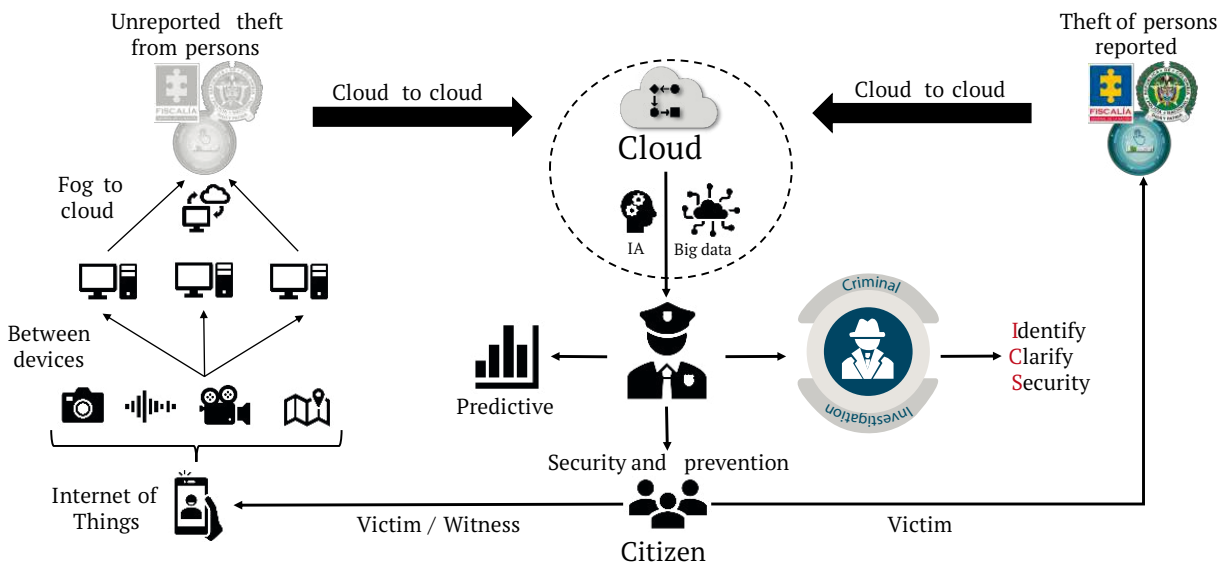 Unreported theft
from persons
FISCALÍA
Cloud to cloud
Cloud
IA
Big data
Cloud to cloud
Theft of persons
reported
FISCALÍA
Fog to
cloud
Between
devices
Internet of
Things
Predictive
Criminal
Investigation
Identify
Clarify
Security
Security and prevention
Victim / Witness
Citizen
Victim